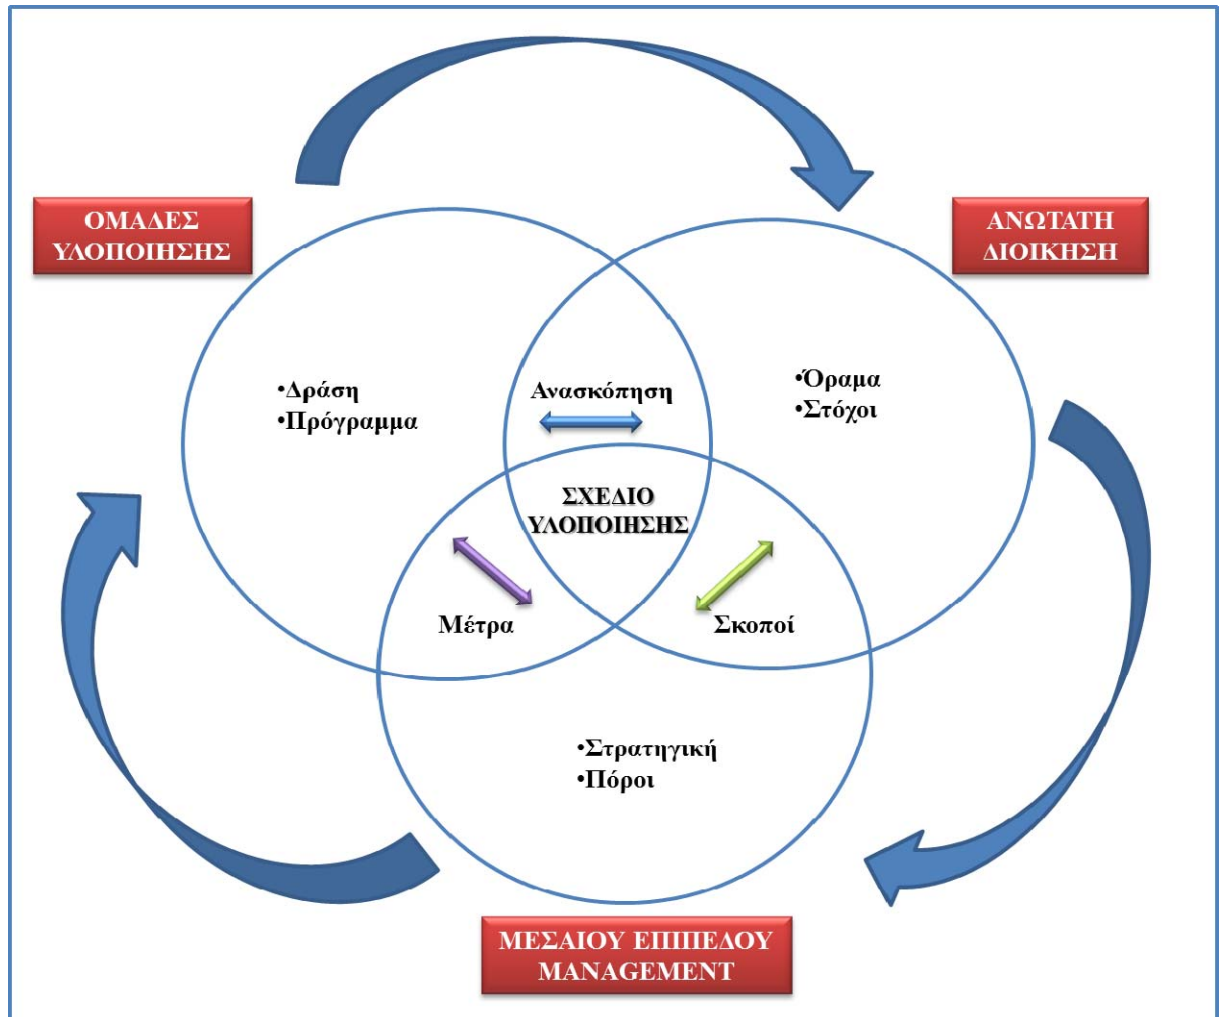 ΟΜΑΔΕΣ
ΥΛΟΠΟΙΗΣΗΣ
ΑΝΩΤΑΤΗ
ΔΙΟΙΚΗΣΗ
•Δράση
•Πρόγραμμα
Ανασκόπηση
•Όραμα
•Στόχοι
ΣΧΕΔΙΟ
ΥΛΟΠΟΙΗΣΗΣ
Μέτρα
Σκοποί
•Στρατηγική
•Πόροι
ΜΕΣΑΙΟΥ ΕΠΙΠΕΔΟΥ
MANAGEMENT